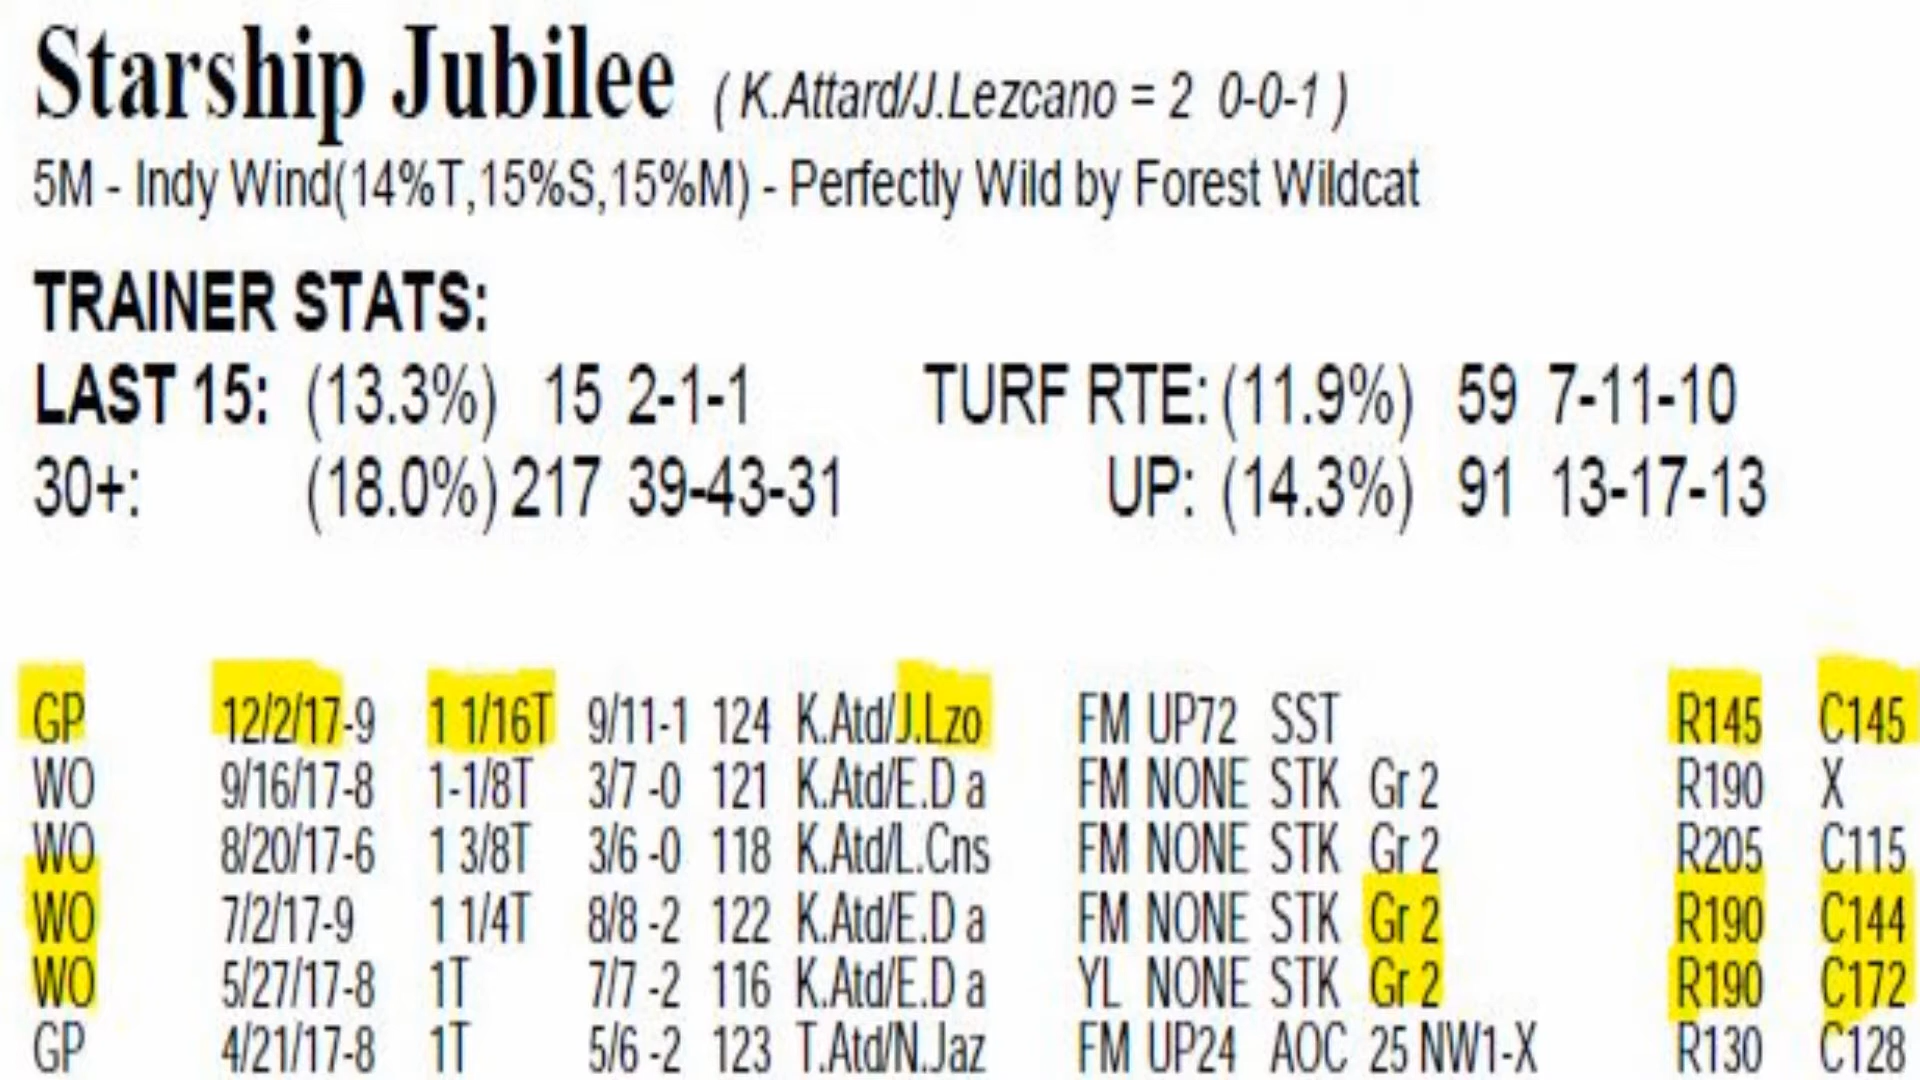 Starship Jubilee ( K.Attard/J.Lezcano = 2 0-0-1 )
5M - Indy Wind(14%T,15%S,15%M) - Perfectly Wild by Forest Wildcat
TRAINER STATS:
LAST 15: (13.3%) 15 2-1-1 TURF RTE: (11.9%) 59 7-11-10
30+: (18.0%) 217 39-43-31 UP: (14.3%) 91 13-17-13
GP 12/2/17-9 1 1/16T 9/11-1 124 K.Atd/J.Lzo FM UP72 SST R145 C145
WO 9/16/17-8 1-1/8T 3/7 -0 121 K.Atd/E.D a FM NONE STK Gr 2 R190 X
WO 8/20/17-6 1 3/8T 3/6 -0 118 K.Atd/L.Cns FM NONE STK Gr 2 R205 C115
WO 7/2/17-9 1 1/4T 8/8 -2 122 K.Atd/E.D a FM NONE STK Gr 2 R190 C144
WO 5/27/17-8 1T 7/7 -2 116 K.Atd/E.D a YL NONE STK Gr 2 R190 C172
GP 4/21/17-8 1T 5/6 -2 123 T.Atd/N.Jaz FM UP24 AOC 25 NW1-X R130 C128